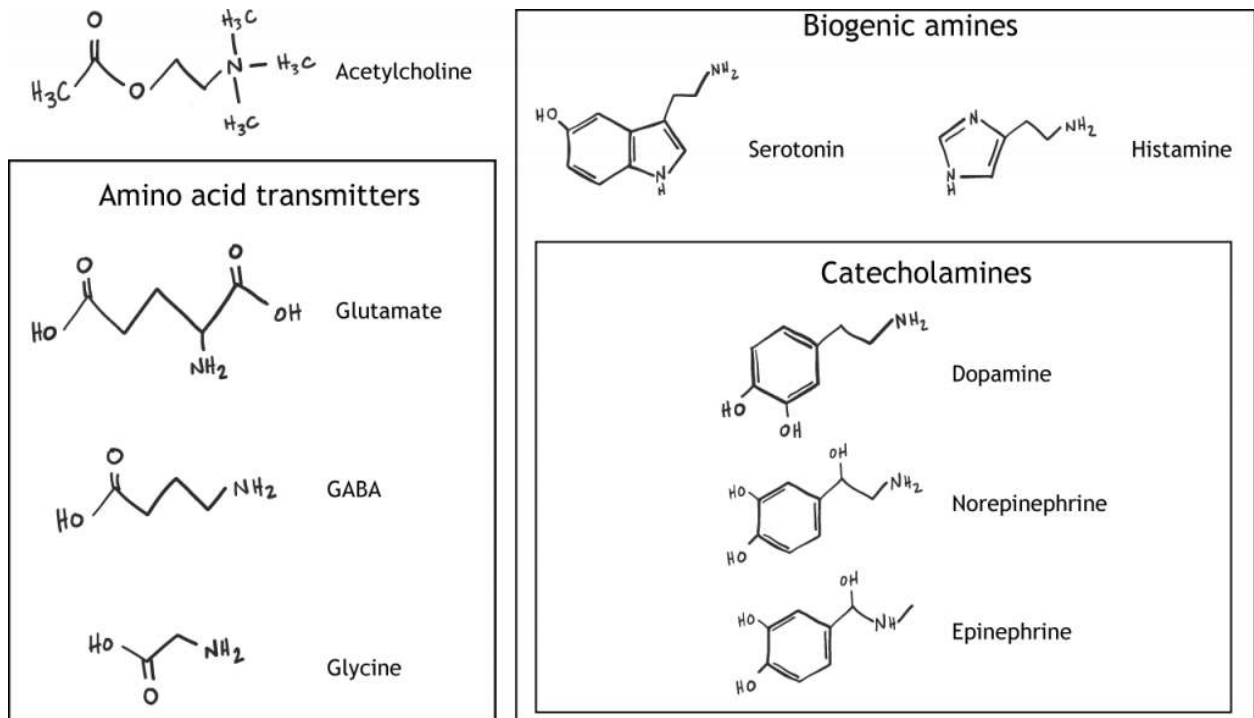 O
H₃C
O
N
H₃C
H₃C
H₃C
Acetylcholine
Amino acid transmitters
O
HO
NH₂
O
OH
Glutamate
O
HO
NH₂
GABA
HO
O
NH₂
Glycine
Biogenic amines
HO
NH₂
N
H
Serotonin
N
N
H
NH₂
Histamine
Catecholamines
NH₂
HO
OH
Dopamine
OH
HO
NH₂
HO
Norepinephrine
OH
HO
NH
HO
Epinephrine